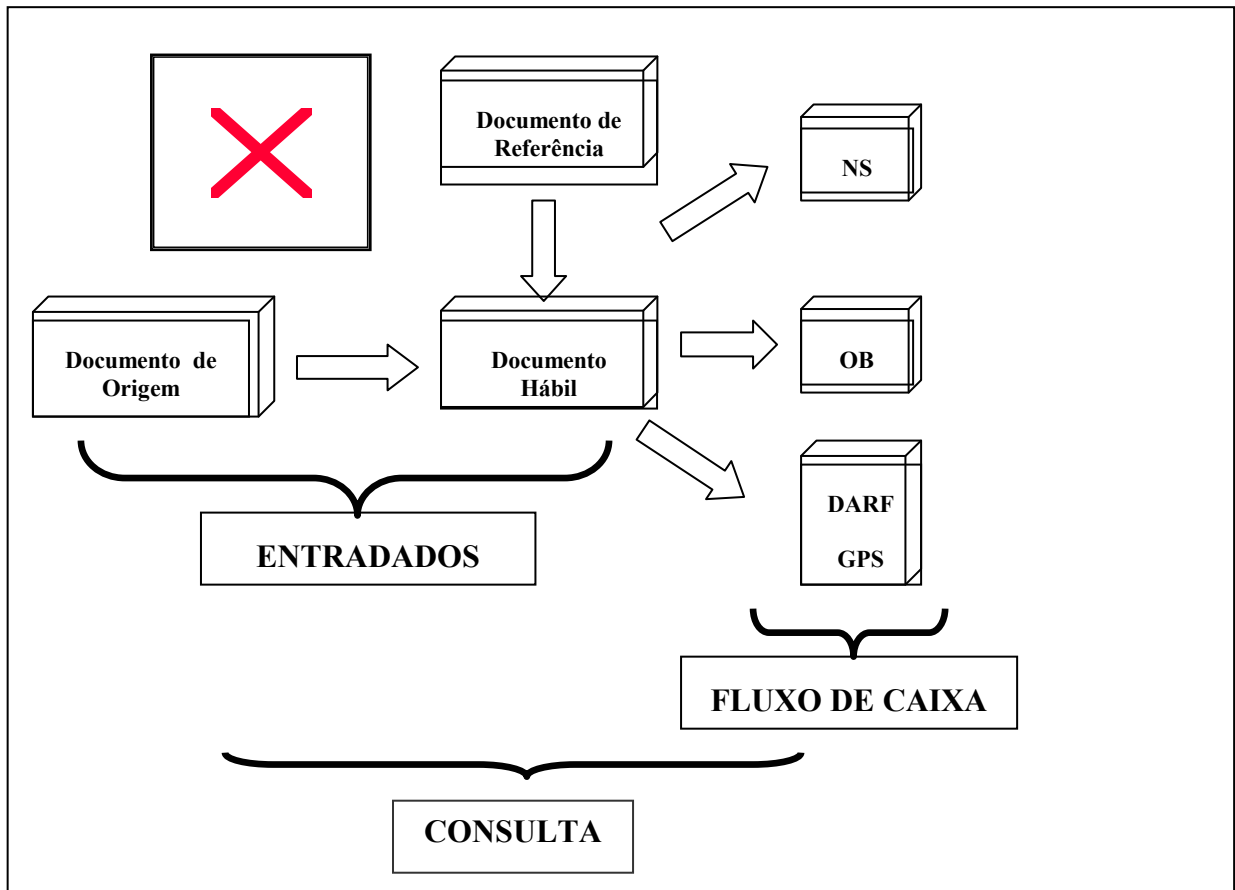 Documento de
Referência
NS
Documento de
Origem
Documento
Hábil
OB
DARF
GPS
ENTRADADOS
FLUXO DE CAIXA
CONSULTA